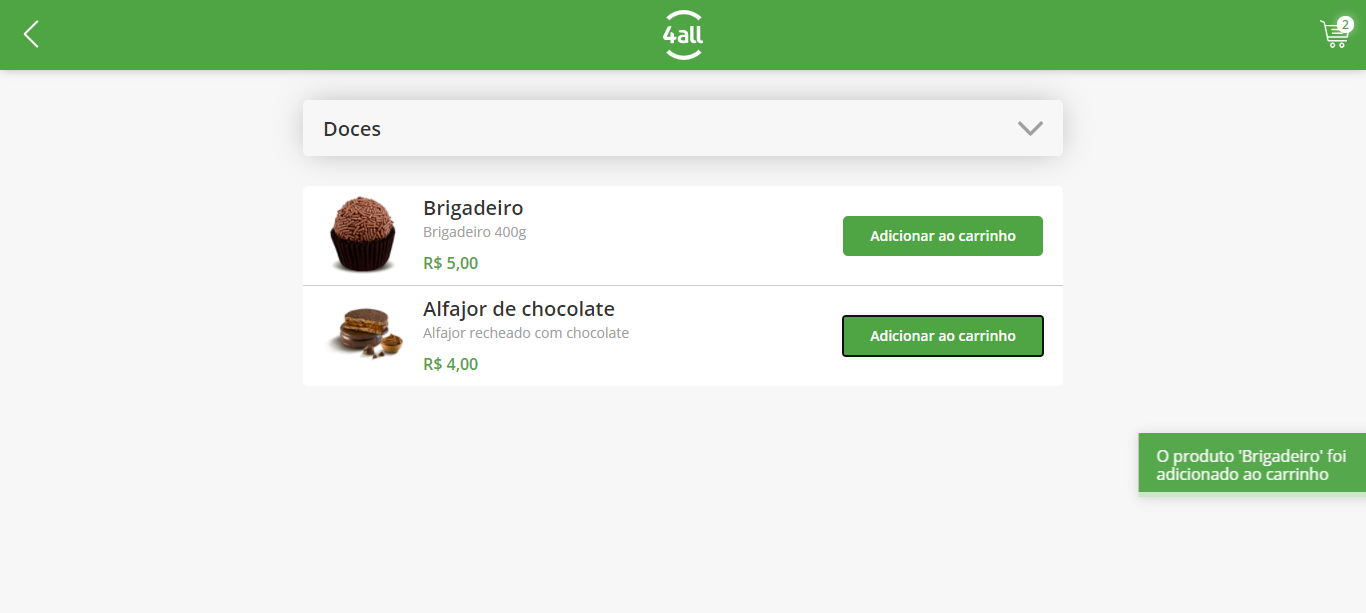 4all
2
Doces
Brigadeiro
Brigadeiro 400g
R$ 5,00
Adicionar ao carrinho
Alfajor de chocolate
Alfajor recheado com chocolate
R$ 4,00
Adicionar ao carrinho
O produto 'Brigadeiro' foi
adicionado ao carrinho